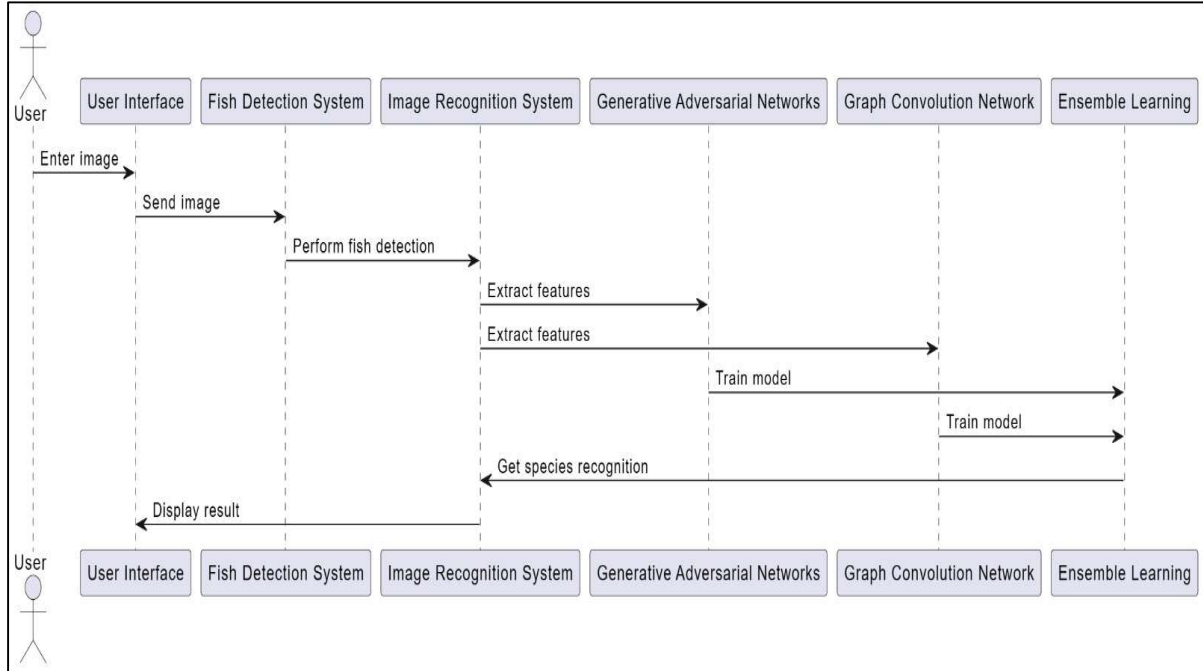 User
User Interface
Fish Detection System
Image Recognition System
Generative Adversarial Networks
Graph Convolution Network
Ensemble Learning
Enter image
Send image
Perform fish detection
Extract features
Extract features
Train model
Train model
Get species recognition
Display result
User
User Interface
Fish Detection System
Image Recognition System
Generative Adversarial Networks
Graph Convolution Network
Ensemble Learning